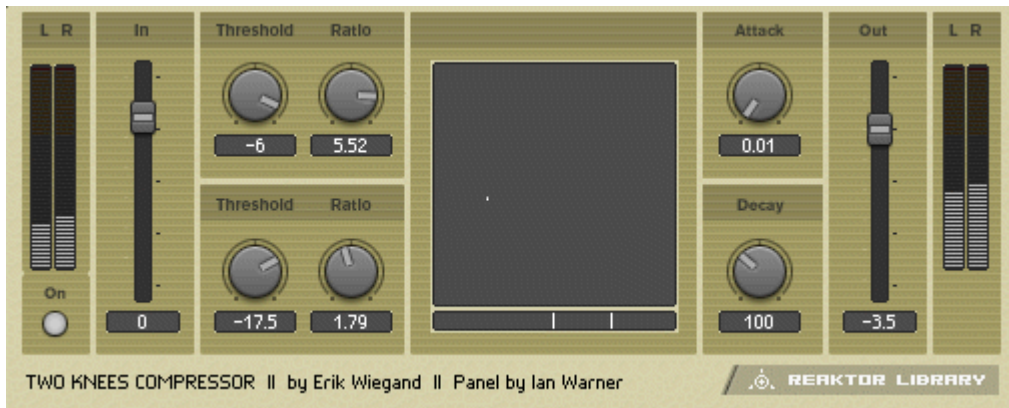 L R In Threshold Ratio Attack Out L R
-6 5.52 0.01
Threshold Ratio Decay
On
0 -17.5 1.79 100 -3.5
TWO KNEES COMPRESSOR II by Erik Wiegand II Panel by Ian Warner REAKTOR LIBRARY